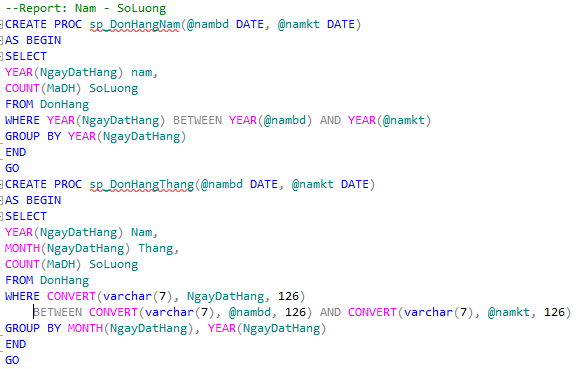 --Report: Nam - SoLuong
CREATE PROC sp_DonHangNam(@nambd DATE, @namkt DATE)
AS BEGIN
SELECT
YEAR(NgayDatHang) nam,
COUNT(MaDH) SoLuong
FROM DonHang
WHERE YEAR(NgayDatHang) BETWEEN YEAR(@nambd) AND YEAR(@namkt)
GROUP BY YEAR(NgayDatHang)
END
GO
CREATE PROC sp_DonHangThang(@nambd DATE, @namkt DATE)
AS BEGIN
SELECT
YEAR(NgayDatHang) Nam,
MONTH(NgayDatHang) Thang,
COUNT(MaDH) SoLuong
FROM DonHang
WHERE CONVERT(varchar(7), NgayDatHang, 126)
BETWEEN CONVERT(varchar(7), @nambd, 126) AND CONVERT(varchar(7), @namkt, 126)
GROUP BY MONTH(NgayDatHang), YEAR(NgayDatHang)
END
GO